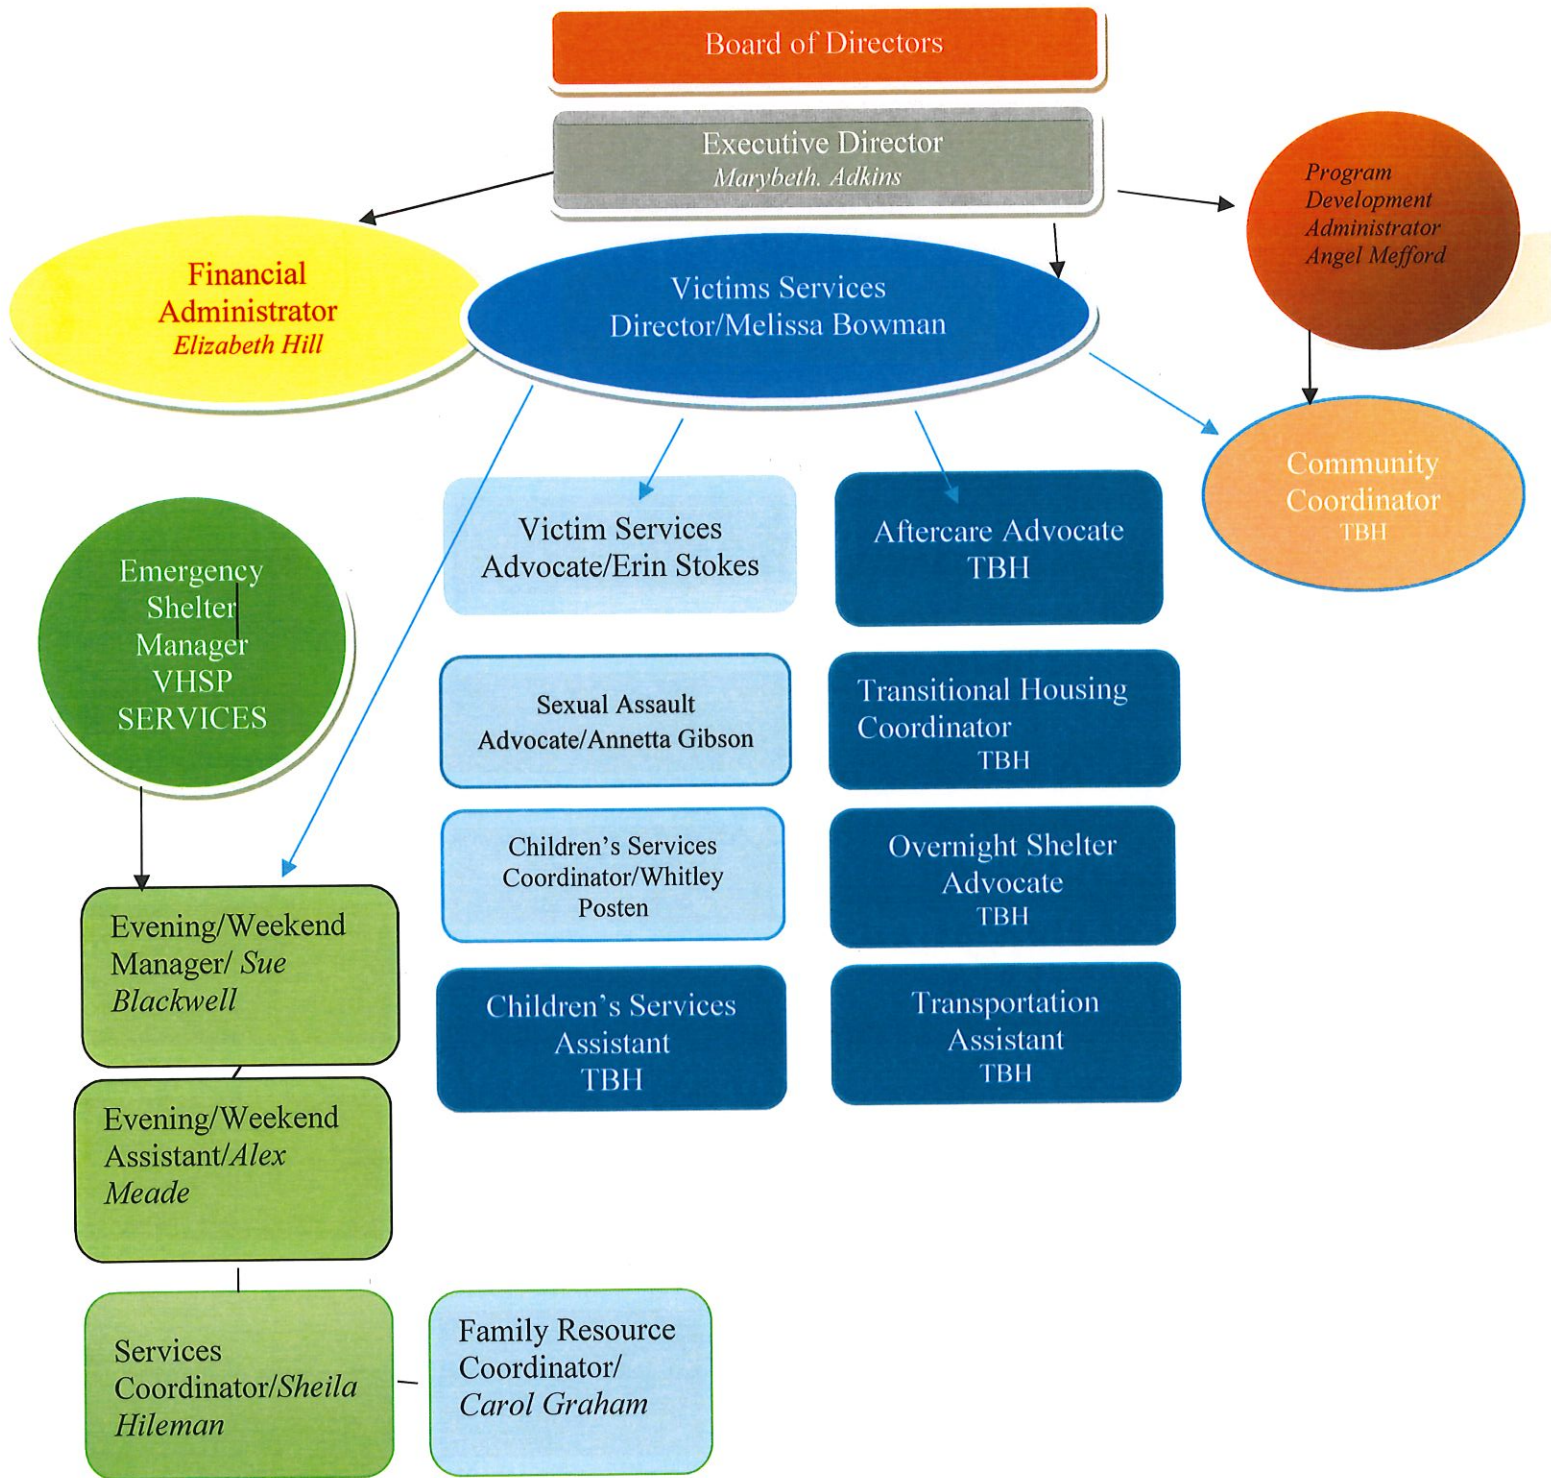 Board of Directors
Executive Director
Marybeth. Adkins
Program
Development
Administrator
Angel Mefford
Financial
Administrator
Elizabeth Hill
Victims Services
Director/Melissa Bowman
Community
Coordinator
TBH
Emergency
Shelter
Manager
VHSP
SERVICES
Victim Services
Advocate/Erin Stokes
Aftercare Advocate
TBH
Sexual Assault
Advocate/Annetta Gibson
Transitional Housing
Coordinator
TBH
Children’s Services
Coordinator/Whitley
Posten
Overnight Shelter
Advocate
TBH
Evening/Weekend
Manager/ Sue
Blackwell
Children’s Services
Assistant
TBH
Transportation
Assistant
TBH
Evening/Weekend
Assistant/Alex
Meade
Services
Coordinator/Sheila
Hileman
Family Resource
Coordinator/
Carol Graham